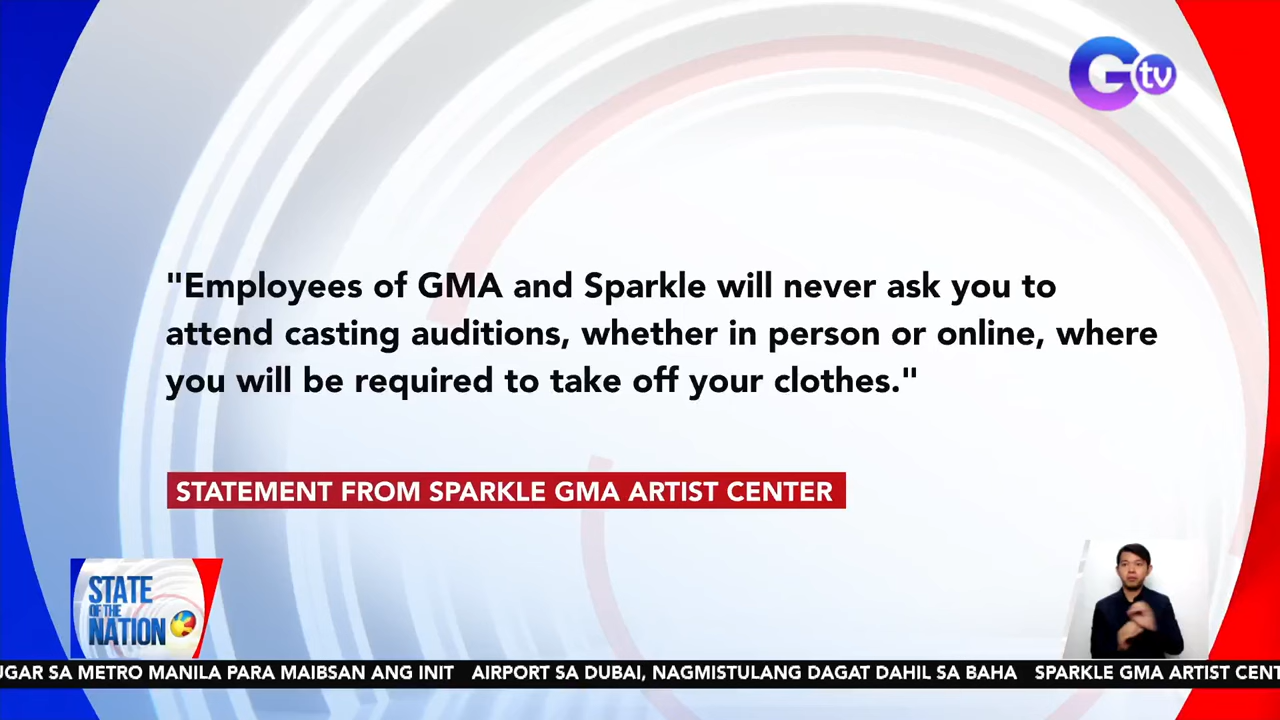 Gtv
"Employees of GMA and Sparkle will never ask you to
attend casting auditions, whether in person or online, where
you will be required to take off your clothes."
STATEMENT FROM SPARKLE GMA ARTIST CENTER
STATE
OF THE
NATION
UGAR SA METRO MANILA PARA MAIBSAN ANG INIT AIRPORT SA DUBAI, NAGMISTULANG DAGAT DAHIL SA BAHA SPARKLE GMA ARTIST CENT